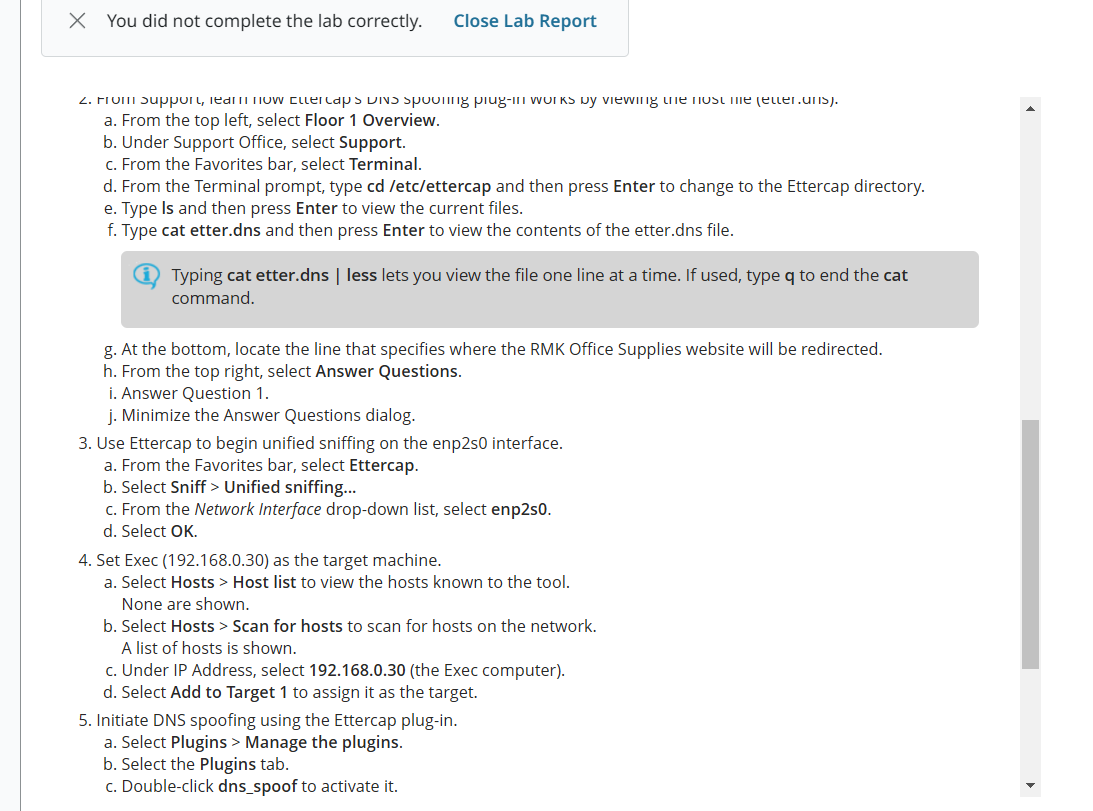 You did not complete the lab correctly. Close Lab Report
2. From Support, learn how Ettercap's DNS spoofing plug-in works by viewing the host file (etter.dns).
a. From the top left, select Floor 1 Overview.
b. Under Support Office, select Support.
c. From the Favorites bar, select Terminal.
d. From the Terminal prompt, type cd /etc/ettercap and then press Enter to change to the Ettercap directory.
e. Type ls and then press Enter to view the current files.
f. Type cat etter.dns and then press Enter to view the contents of the etter.dns file.
Typing cat etter.dns | less lets you view the file one line at a time. If used, type q to end the cat
command.
g. At the bottom, locate the line that specifies where the RMK Office Supplies website will be redirected.
h. From the top right, select Answer Questions.
i. Answer Question 1.
j. Minimize the Answer Questions dialog.
3. Use Ettercap to begin unified sniffing on the enp2s0 interface.
a. From the Favorites bar, select Ettercap.
b. Select Sniff > Unified sniffing...
c. From the Network Interface drop-down list, select enp2s0.
d. Select OK.
4. Set Exec (192.168.0.30) as the target machine.
a. Select Hosts > Host list to view the hosts known to the tool.
None are shown.
b. Select Hosts > Scan for hosts to scan for hosts on the network.
A list of hosts is shown.
c. Under IP Address, select 192.168.0.30 (the Exec computer).
d. Select Add to Target 1 to assign it as the target.
5. Initiate DNS spoofing using the Ettercap plug-in.
a. Select Plugins > Manage the plugins.
b. Select the Plugins tab.
c. Double-click dns_spoof to activate it.